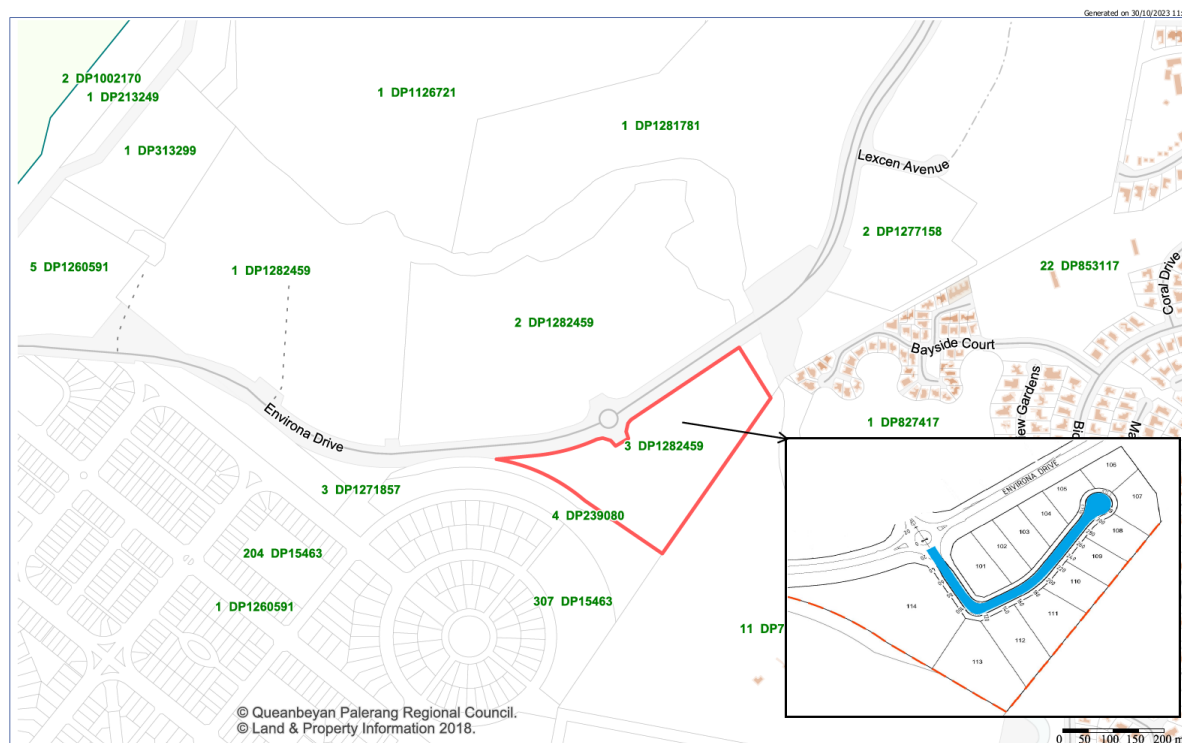 Generated on 30/10/2023 11:
2 DP1002170
1 DP213249
1 DP1126721
1 DP1281781
1 DP313299
Lexcen Avenue
2 DP1277158
5 DP1260591
1 DP1282459
22 DP853117
Coral Drive
2 DP1282459
Bayside Court
Environa Drive
1 DP827417
3 DP1282459
3 DP1271857
4 DP239080
204 DP15463
1 DP1260591
307 DP15463
11 DP7
ENVIRONA DRIVE
106
105
107
104
103
108
102
109
101
110
114
111
112
113
© Queanbeyan Palerang Regional Council.
© Land & Property Information 2018.
0 50 100 150 200 m